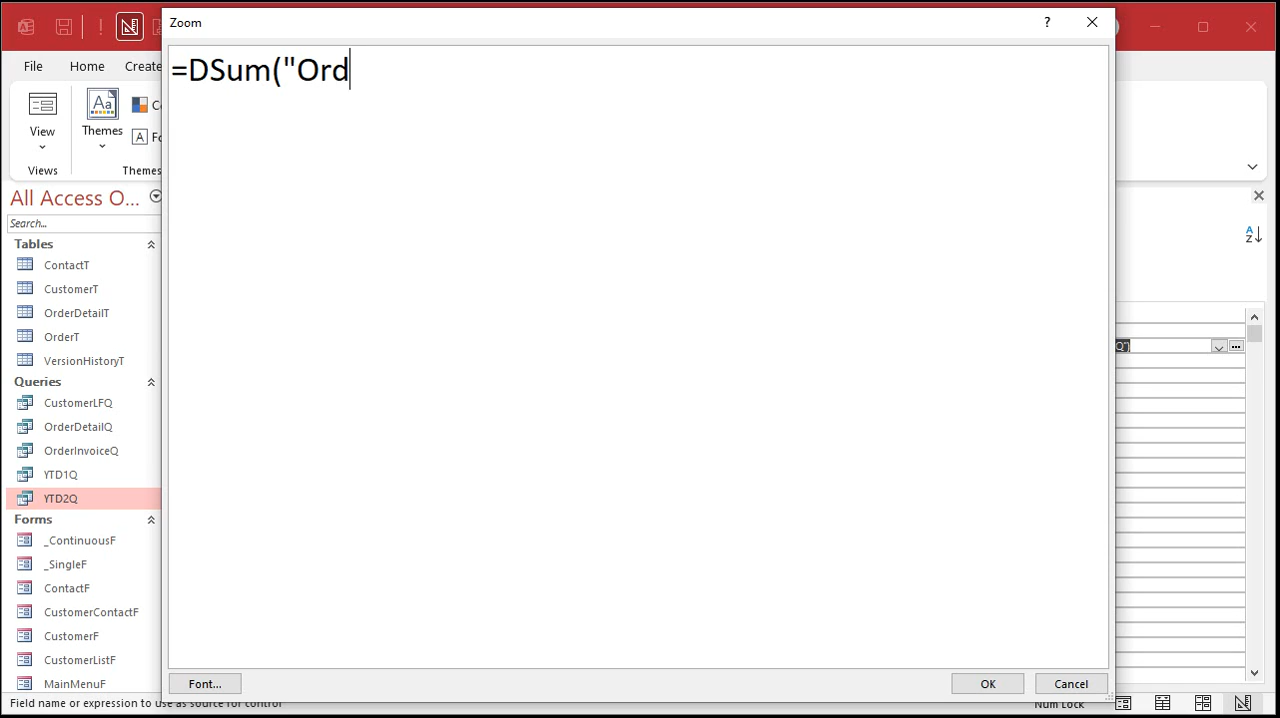 Zoom
?
=DSum("Ord
File
Home
Create
View
Aa
Themes
A
Views
Themes
All Access O...
Search...
Tables
ContactT
CustomerT
OrderDetailT
OrderT
VersionHistoryT
Queries
CustomerLFQ
OrderDetailQ
OrderInvoiceQ
YTD1Q
YTD2Q
Forms
_ContinuousF
_SingleF
ContactF
CustomerContactF
CustomerF
CustomerListF
MainMenuF
Font...
OK
Cancel
Field name or expression to use as source for control
Num Lock